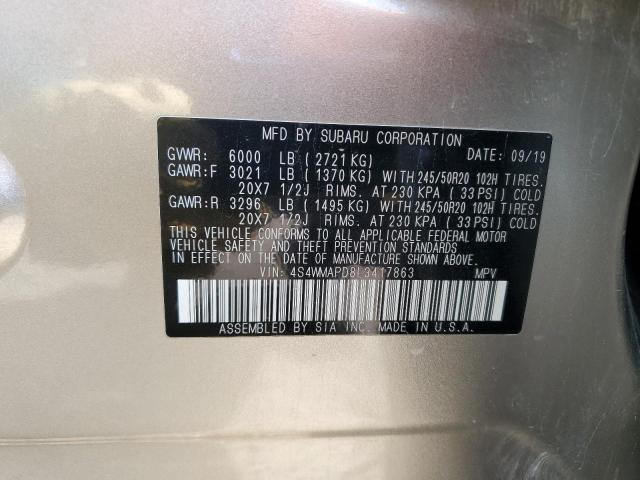 MFD BY SUBARU CORPORATION
GVWR: 6000 LB ( 2721 KG) DATE: 09/19
GAWR:F 3021 LB ( 1370 KG) WITH 245/50R20 102H TIRES.
20X7 1/2J RIMS. AT 230 KPA ( 33 PSI) COLD
GAWR:R 3296 LB ( 1495 KG) WITH 245/50R20 102H TIRES.
20X7 1/2J RIMS. AT 230 KPA ( 33 PSI) COLD
THIS VEHICLE CONFORMS TO ALL APPLICABLE FEDERAL MOTOR
VEHICLE SAFETY AND THEFT PREVENTION STANDARDS
IN EFFECT ON THE DATE OF MANUFACTURE SHOWN ABOVE.
VIN: 4S4WMAPD8L3417863 MPV
ASSEMBLED BY SIA INC. MADE IN U.S.A.